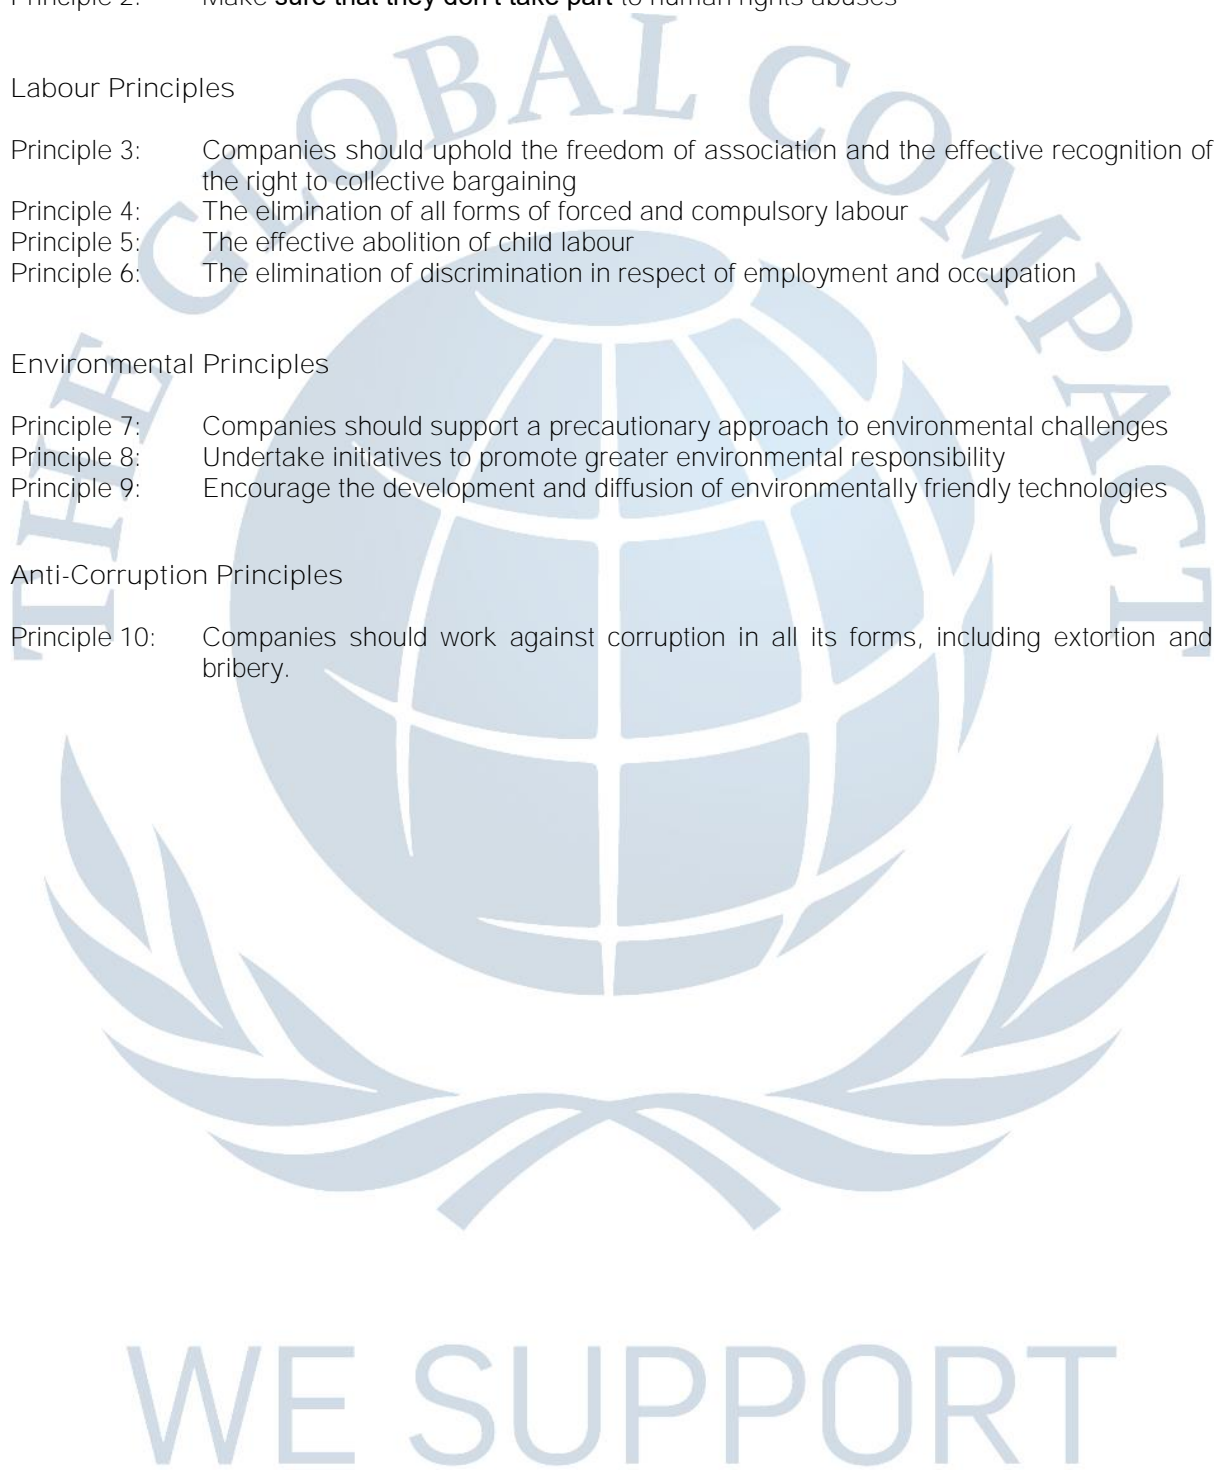 Principle 2: Make sure that they don't take part to human rights abuses
Labour Principles
Principle 3: Companies should uphold the freedom of association and the effective recognition of
the right to collective bargaining
Principle 4: The elimination of all forms of forced and compulsory labour
Principle 5: The effective abolition of child labour
Principle 6: The elimination of discrimination in respect of employment and occupation
Environmental Principles
Principle 7: Companies should support a precautionary approach to environmental challenges
Principle 8: Undertake initiatives to promote greater environmental responsibility
Principle 9: Encourage the development and diffusion of environmentally friendly technologies
Anti-Corruption Principles
Principle 10: Companies should work against corruption in all its forms, including extortion and
bribery.
THE GLOBAL COMPACT
WE SUPPORT